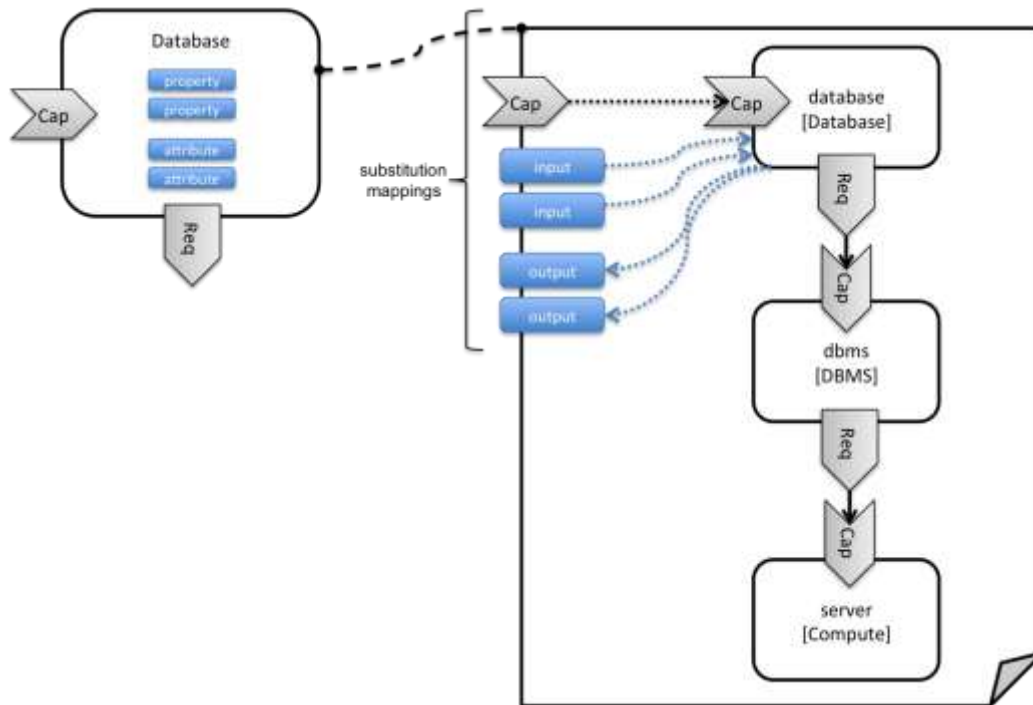 Database
property
property
attribute
attribute
Cap
Req
substitution
mappings
Cap
input
input
output
output
Cap
database
[Database]
Req
Cap
dbms
[DBMS]
Req
Cap
server
[Compute]